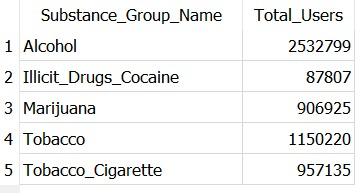 Substance_Group_Name Total_Users
1 Alcohol 2532799
2 Illicit_Drugs_Cocaine 87807
3 Marijuana 906925
4 Tobacco 1150220
5 Tobacco_Cigarette 957135